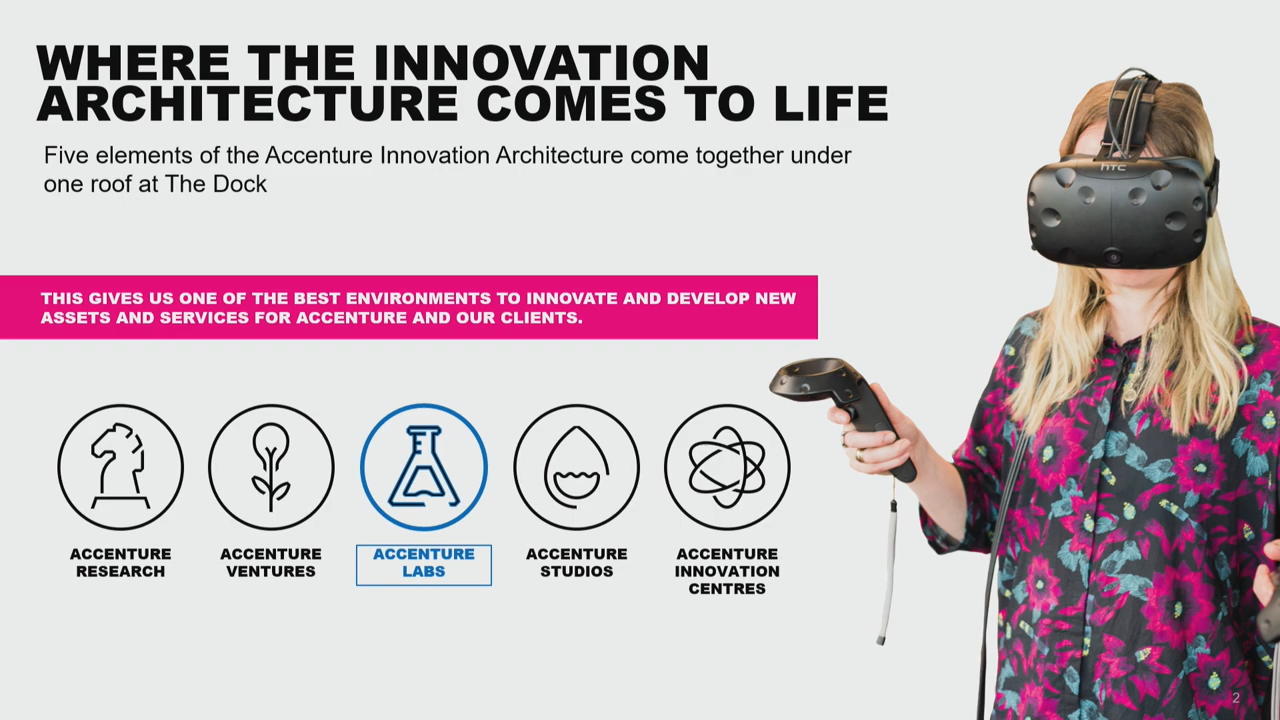 WHERE THE INNOVATION
ARCHITECTURE COMES TO LIFE
Five elements of the Accenture Innovation Architecture come together under
one roof at The Dock
THIS GIVES US ONE OF THE BEST ENVIRONMENTS TO INNOVATE AND DEVELOP NEW
ASSETS AND SERVICES FOR ACCENTURE AND OUR CLIENTS.
ACCENTURE
RESEARCH
ACCENTURE
VENTURES
ACCENTURE
LABS
ACCENTURE
STUDIOS
ACCENTURE
INNOVATION
CENTRES
hTC
2